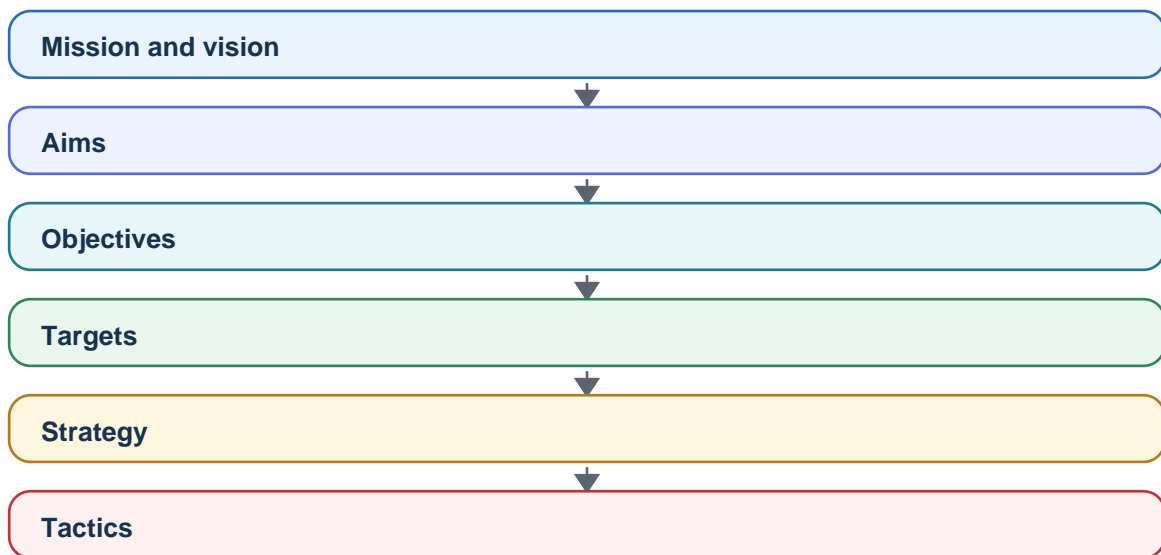 Mission and vision
Aims
Objectives
Targets
Strategy
Tactics